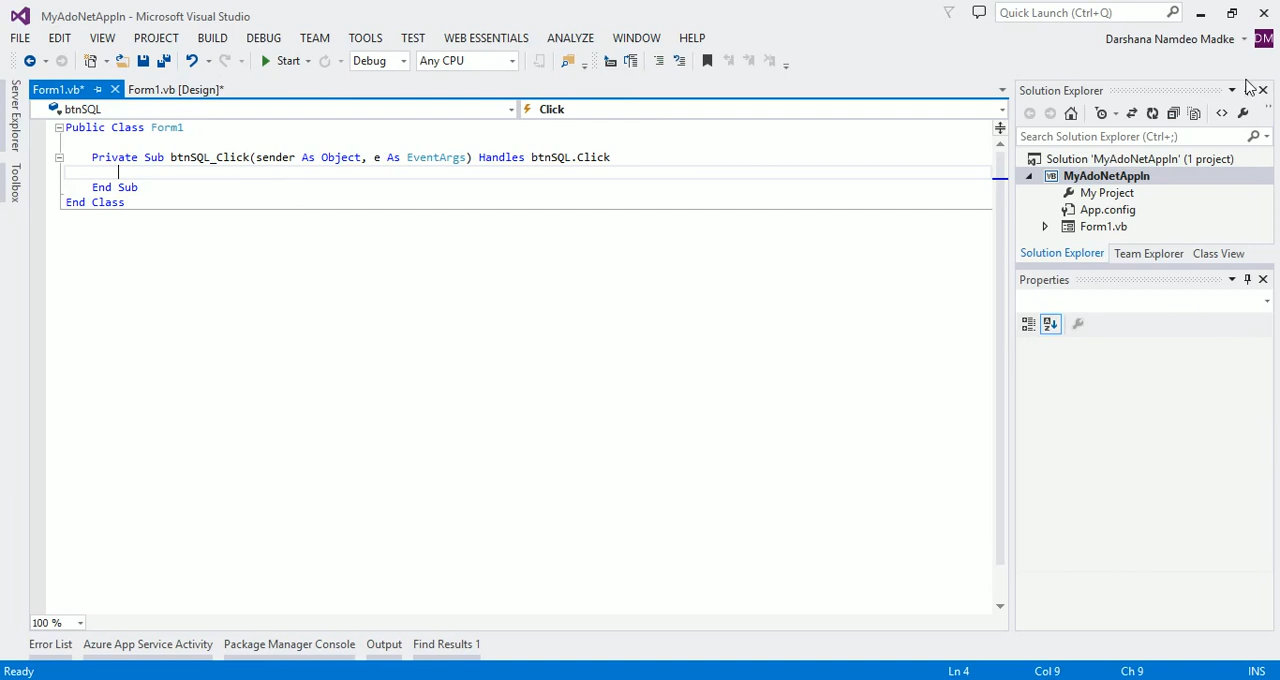 MyAdoNetAppln - Microsoft Visual Studio
Quick Launch (Ctrl+Q)
FILE EDIT VIEW PROJECT BUILD DEBUG TEAM TOOLS TEST WEB ESSENTIALS ANALYZE WINDOW HELP
Darshana Namdeo Madke DM
Start Debug Any CPU
Form1.vb* Form1.vb [Design]*
Solution Explorer
btnSQL Click
Search Solution Explorer (Ctrl+;)
Server Explorer
Toolbox
Public Class Form1
Private Sub btnSQL_Click(sender As Object, e As EventArgs) Handles btnSQL.Click
End Sub
End Class
Solution 'MyAdoNetAppln' (1 project)
VB MyAdoNetAppln
My Project
App.config
Form1.vb
Solution Explorer Team Explorer Class View
Properties
100 %
Error List Azure App Service Activity Package Manager Console Output Find Results 1
Ready Ln 4 Col 9 Ch 9 INS